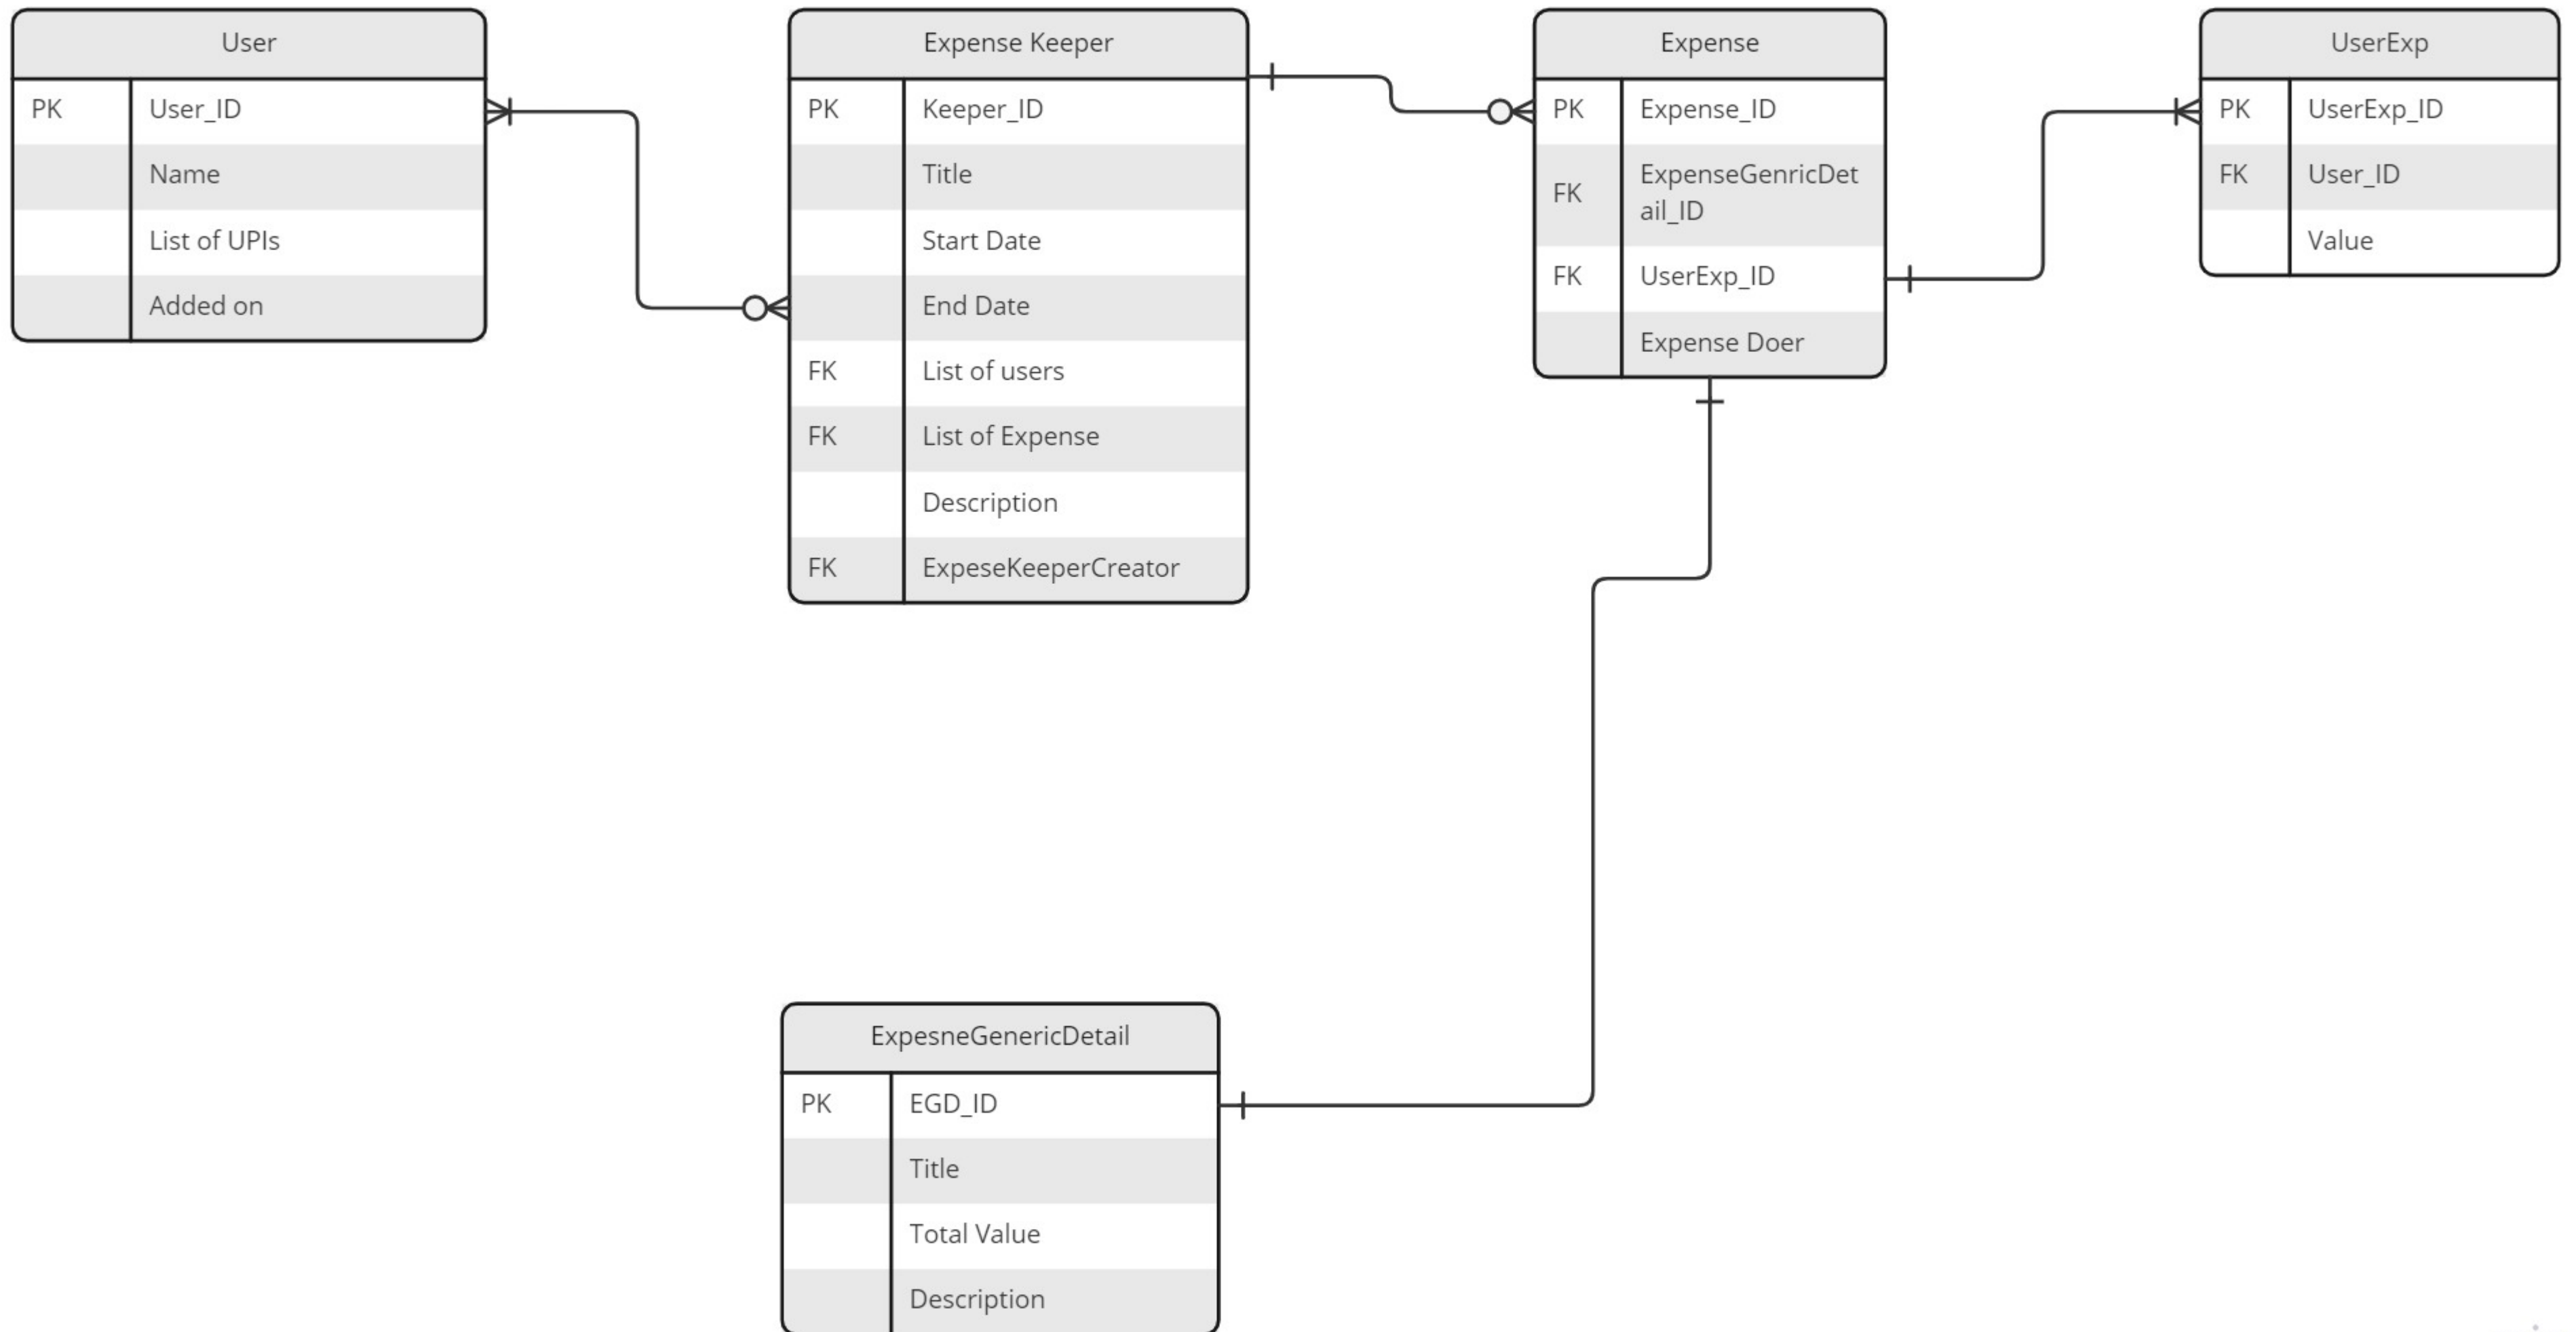 User
PK User_ID
Name
List of UPIs
Added on
Expense Keeper
PK Keeper_ID
Title
Start Date
End Date
FK List of users
FK List of Expense
Description
FK ExpeseKeeperCreator
Expense
PK Expense_ID
FK ExpenseGenricDet
ail_ID
FK UserExp_ID
Expense Doer
UserExp
PK UserExp_ID
FK User_ID
Value
ExpesneGenericDetail
PK EGD_ID
Title
Total Value
Description